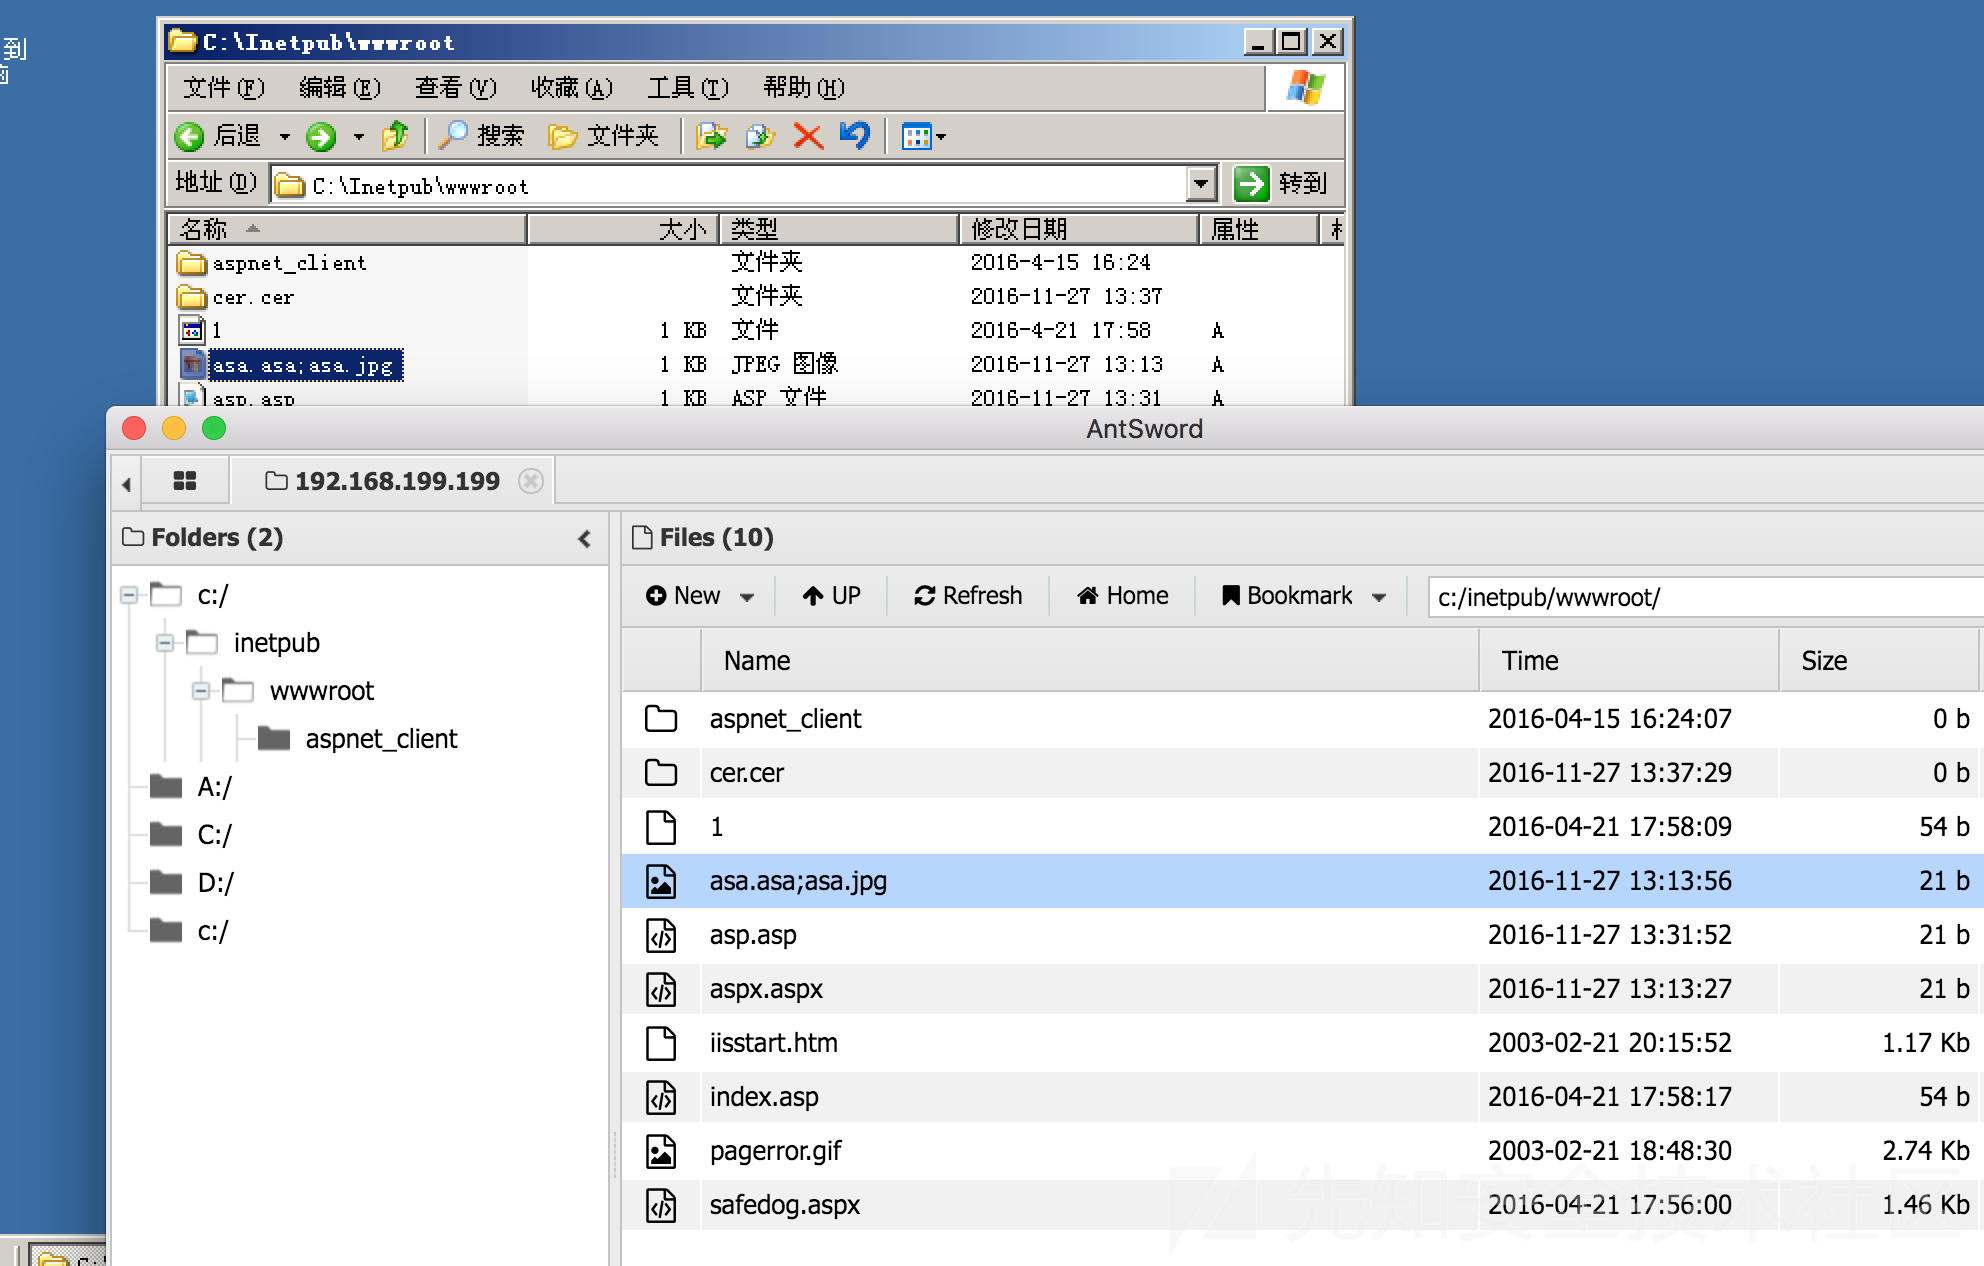 到
C:\Inetpub\wwwroot
文件(F) 编辑(E) 查看(V) 收藏(A) 工具(T) 帮助(H)
后退 搜索 文件夹
地址(D) C:\Inetpub\wwwroot 转到
名称 大小 类型 修改日期 属性
aspnet_client 文件夹 2016-4-15 16:24
cer.cer 文件夹 2016-11-27 13:37
1 1 KB 文件 2016-4-21 17:58 A
asa.asa;asa.jpg 1 KB JPEG 图像 2016-11-27 13:13 A
asp.asp 1 KB ASP 文件 2016-11-27 13:31 A
AntSword
192.168.199.199
Folders (2)
c:/
inetpub
wwwroot
aspnet_client
A:/
C:/
D:/
c:/
Files (10)
New UP Refresh Home Bookmark c:/inetpub/wwwroot/
Name Time Size
aspnet_client 2016-04-15 16:24:07 0 b
cer.cer 2016-11-27 13:37:29 0 b
1 2016-04-21 17:58:09 54 b
asa.asa;asa.jpg 2016-11-27 13:13:56 21 b
asp.asp 2016-11-27 13:31:52 21 b
aspx.aspx 2016-11-27 13:13:27 21 b
iisstart.htm 2003-02-21 20:15:52 1.17 Kb
index.asp 2016-04-21 17:58:17 54 b
pagerror.gif 2003-02-21 18:48:30 2.74 Kb
safedog.aspx 2016-04-21 17:56:00 1.46 Kb
先知安全技术社区